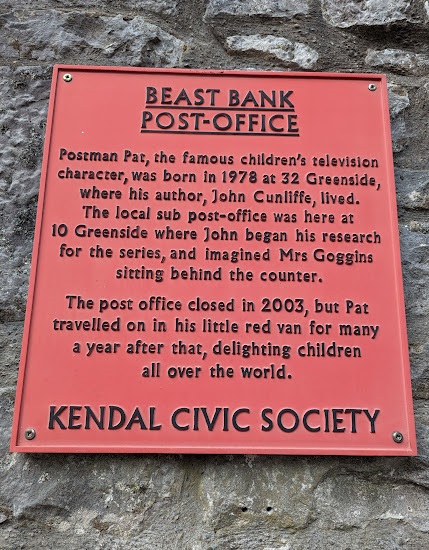 BEAST BANK
POST-OFFICE
Postman Pat, the famous children's television
character, was born in 1978 at 32 Greenside,
where his author, John Cunliffe, lived.
The local sub post-office was here at
10 Greenside where John began his research
for the series, and imagined Mrs Goggins
sitting behind the counter.
The post office closed in 2003, but Pat
travelled on in his little red van for many
a year after that, delighting children
all over the world.
KENDAL CIVIC SOCIETY